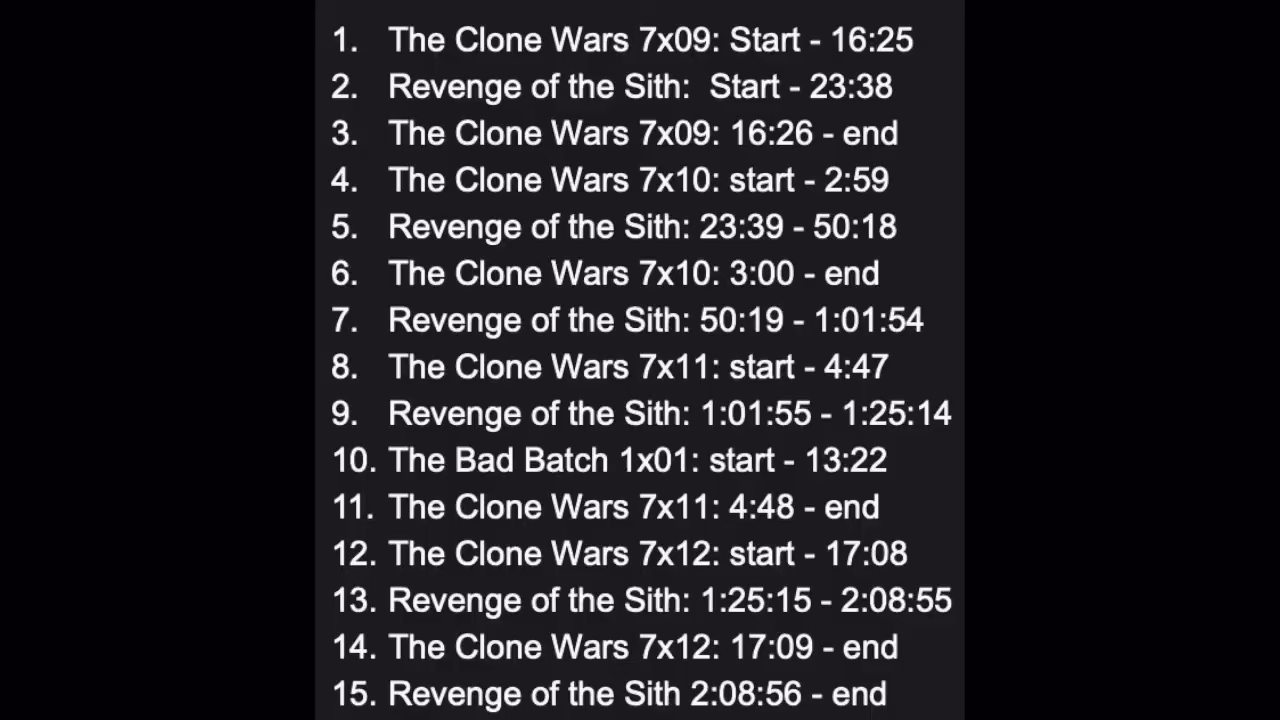 1. The Clone Wars 7x09: Start - 16:25
2. Revenge of the Sith:  Start - 23:38
3. The Clone Wars 7x09: 16:26 - end
4. The Clone Wars 7x10: start - 2:59
5. Revenge of the Sith: 23:39 - 50:18
6. The Clone Wars 7x10: 3:00 - end
7. Revenge of the Sith: 50:19 - 1:01:54
8. The Clone Wars 7x11: start - 4:47
9. Revenge of the Sith: 1:01:55 - 1:25:14
10. The Bad Batch 1x01: start - 13:22
11. The Clone Wars 7x11: 4:48 - end
12. The Clone Wars 7x12: start - 17:08
13. Revenge of the Sith: 1:25:15 - 2:08:55
14. The Clone Wars 7x12: 17:09 - end
15. Revenge of the Sith 2:08:56 - end